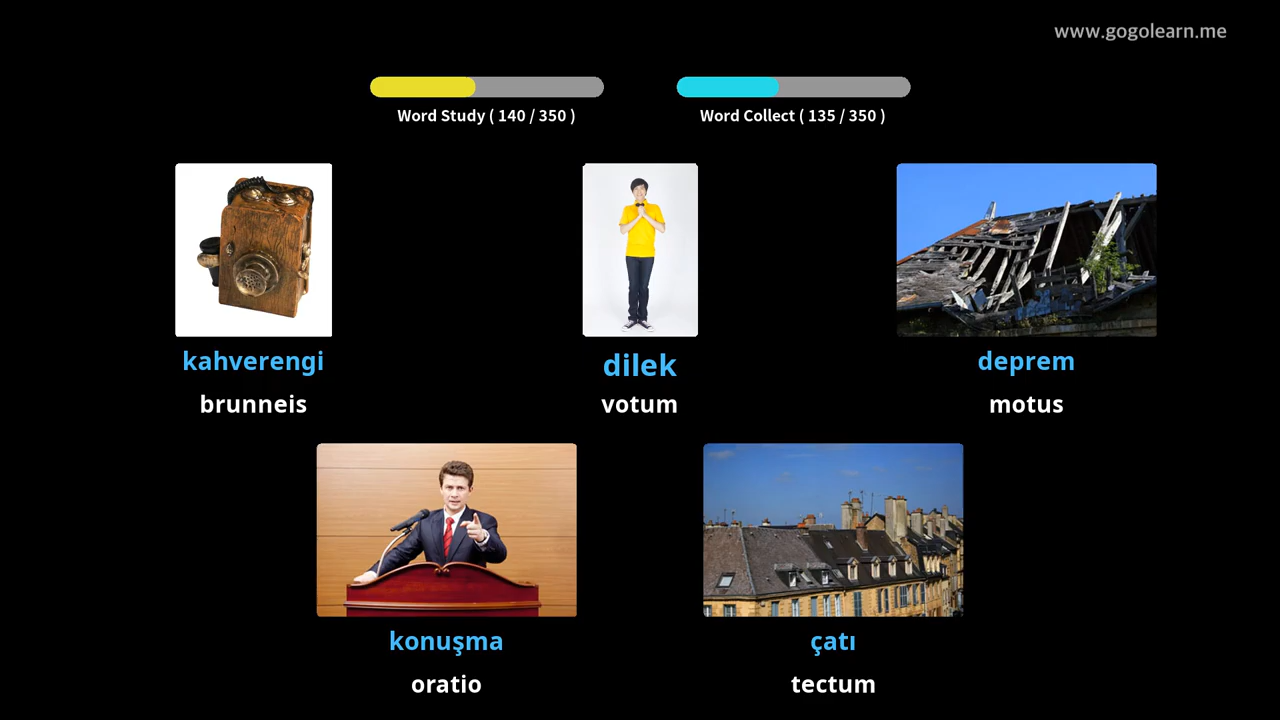 www.gogolearn.me
Word Study ( 140 / 350 )
Word Collect ( 135 / 350 )
kahverengi
brunneis
dilek
votum
deprem
motus
konuşma
oratio
çatı
tectum